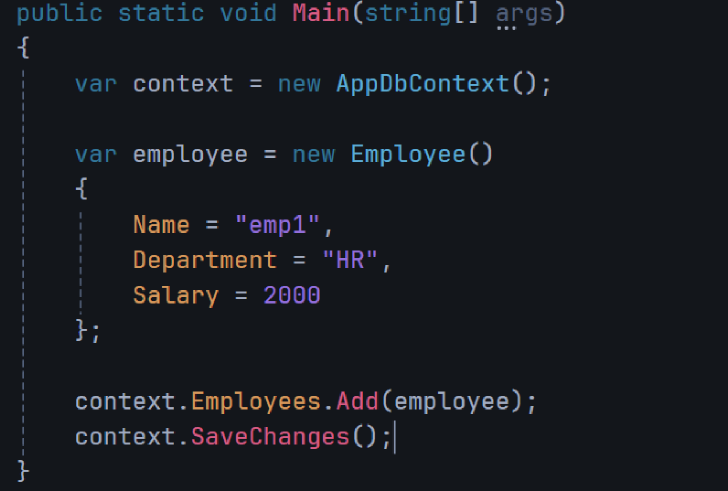 public static void Main(string[] args)
{
var context = new AppDbContext();
var employee = new Employee()
{
Name = "emp1",
Department = "HR",
Salary = 2000
};
context.Employees.Add(employee);
context.SaveChanges();
}